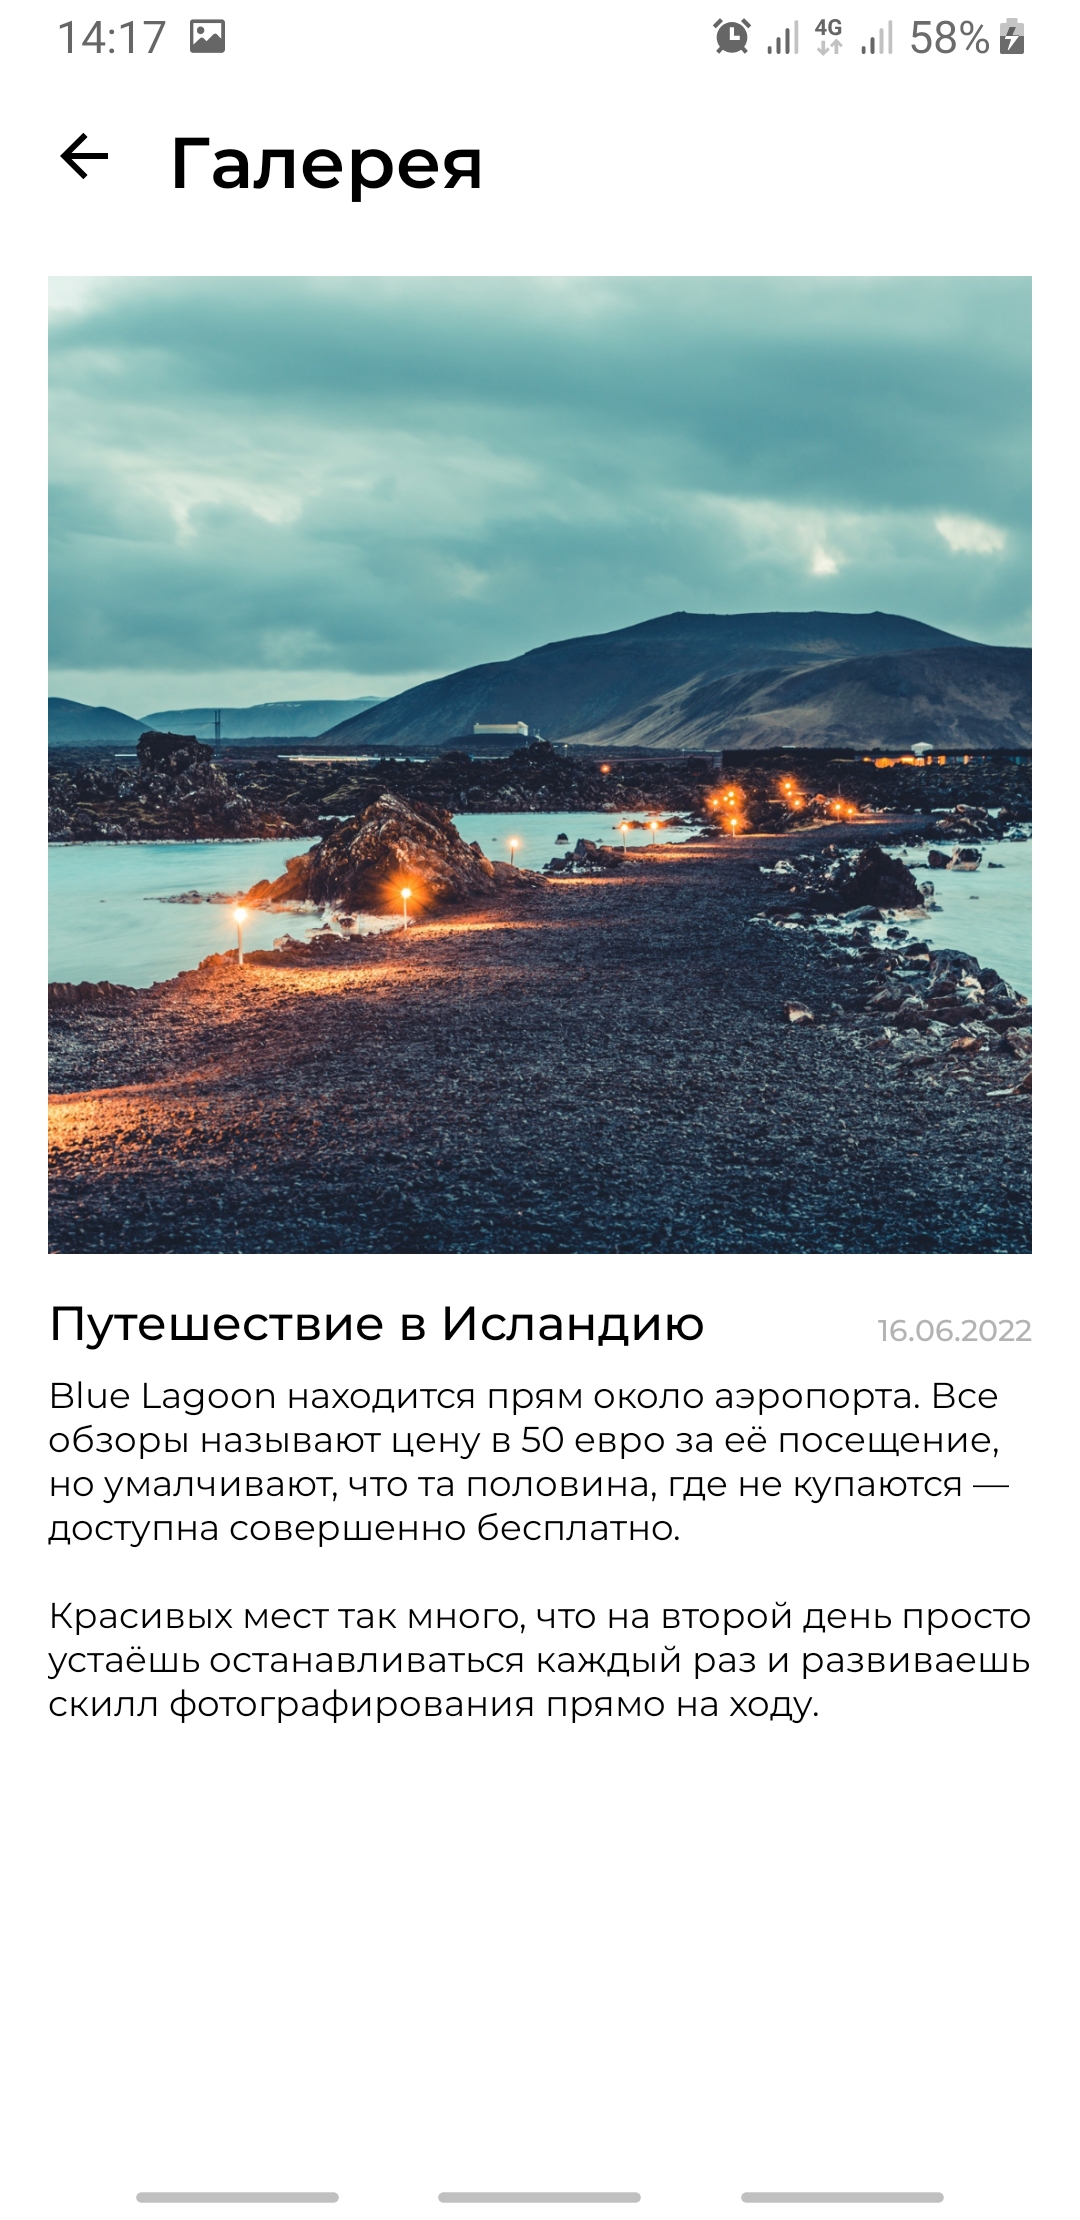 14:17
4G
58%
Галерея
Путешествие в Исландию
16.06.2022
Blue Lagoon находится прям около аэропорта. Все
обзоры называют цену в 50 евро за её посещение,
но умалчивают, что та половина, где не купаются —
доступна совершенно бесплатно.
Красивых мест так много, что на второй день просто
устаёшь останавливаться каждый раз и развиваешь
скилл фотографирования прямо на ходу.